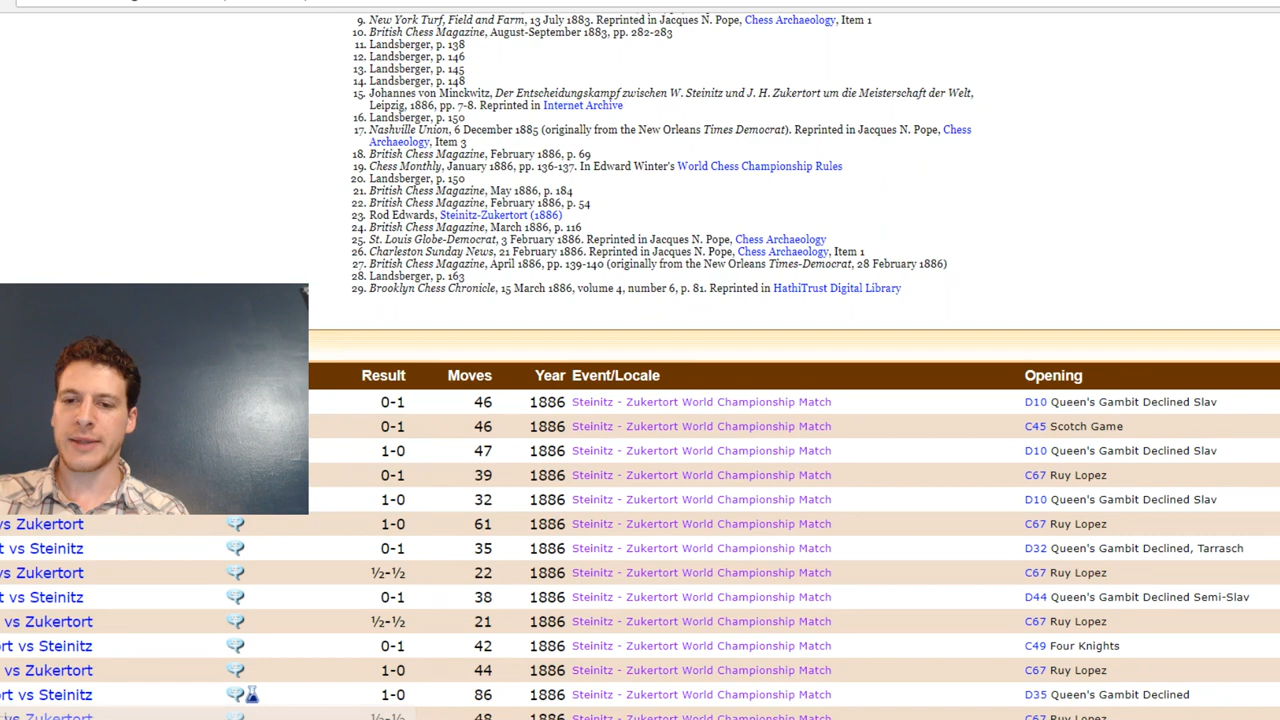 9. New York Turf, Field and Farm, 13 July 1883. Reprinted in Jacques N. Pope, Chess Archaeology, Item 1
10. British Chess Magazine, August-September 1883, pp. 282-283
11. Landsberger, p. 138
12. Landsberger, p. 146
13. Landsberger, p. 145
14. Landsberger, p. 148
15. Johannes von Minckwitz, Der Entscheidungskampf zwischen W. Steinitz und J. H. Zukertort um die Meisterschaft der Welt,
Leipzig, 1886, pp. 7-8. Reprinted in Internet Archive
16. Landsberger, p. 150
17. Nashville Union, 6 December 1885 (originally from the New Orleans Times Democrat). Reprinted in Jacques N. Pope, Chess
Archaeology, Item 3
18. British Chess Magazine, February 1886, p. 69
19. Chess Monthly, January 1886, pp. 136-137. In Edward Winter's World Chess Championship Rules
20. Landsberger, p. 150
21. British Chess Magazine, May 1886, p. 184
22. British Chess Magazine, February 1886, p. 54
23. Rod Edwards, Steinitz-Zukertort (1886)
24. British Chess Magazine, March 1886, p. 116
25. St. Louis Globe-Democrat, 3 February 1886. Reprinted in Jacques N. Pope, Chess Archaeology
26. Charleston Sunday News, 21 February 1886. Reprinted in Jacques N. Pope, Chess Archaeology, Item 1
27. British Chess Magazine, April 1886, pp. 139-140 (originally from the New Orleans Times-Democrat, 28 February 1886)
28. Landsberger, p. 163
29. Brooklyn Chess Chronicle, 15 March 1886, volume 4, number 6, p. 81. Reprinted in HathiTrust Digital Library
Result Moves Year Event/Locale Opening
0-1 46 1886 Steinitz - Zukertort World Championship Match D10 Queen's Gambit Declined Slav
0-1 46 1886 Steinitz - Zukertort World Championship Match C45 Scotch Game
1-0 47 1886 Steinitz - Zukertort World Championship Match D10 Queen's Gambit Declined Slav
0-1 39 1886 Steinitz - Zukertort World Championship Match C67 Ruy Lopez
1-0 32 1886 Steinitz - Zukertort World Championship Match D10 Queen's Gambit Declined Slav
vs Zukertort 1-0 61 1886 Steinitz - Zukertort World Championship Match C67 Ruy Lopez
t vs Steinitz 0-1 35 1886 Steinitz - Zukertort World Championship Match D32 Queen's Gambit Declined, Tarrasch
vs Zukertort ½-½ 22 1886 Steinitz - Zukertort World Championship Match C67 Ruy Lopez
t vs Steinitz 0-1 38 1886 Steinitz - Zukertort World Championship Match D44 Queen's Gambit Declined Semi-Slav
vs Zukertort ½-½ 21 1886 Steinitz - Zukertort World Championship Match C67 Ruy Lopez
rt vs Steinitz 0-1 42 1886 Steinitz - Zukertort World Championship Match C49 Four Knights
vs Zukertort 1-0 44 1886 Steinitz - Zukertort World Championship Match C67 Ruy Lopez
rt vs Steinitz 1-0 86 1886 Steinitz - Zukertort World Championship Match D35 Queen's Gambit Declined
vs Zukertort ½-½ 48 1886 Steinitz - Zukertort World Championship Match C67 Ruy Lopez